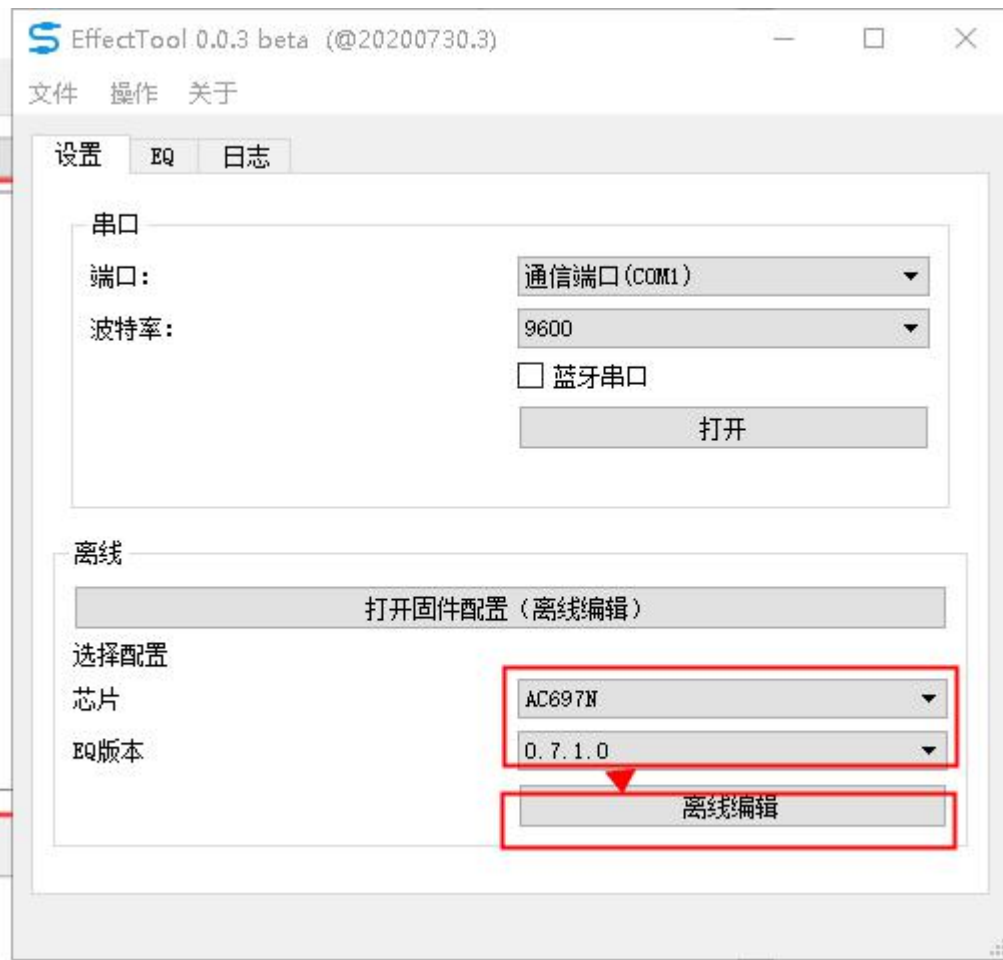 EffectTool 0.0.3 beta (@20200730.3)
文件 操作 关于
设置 EQ 日志
串口
端口: 通信端口(COM1)
波特率: 9600
蓝牙串口
打开
离线
打开固件配置（离线编辑）
选择配置
芯片 AC697N
EQ版本 0.7.1.0
离线编辑